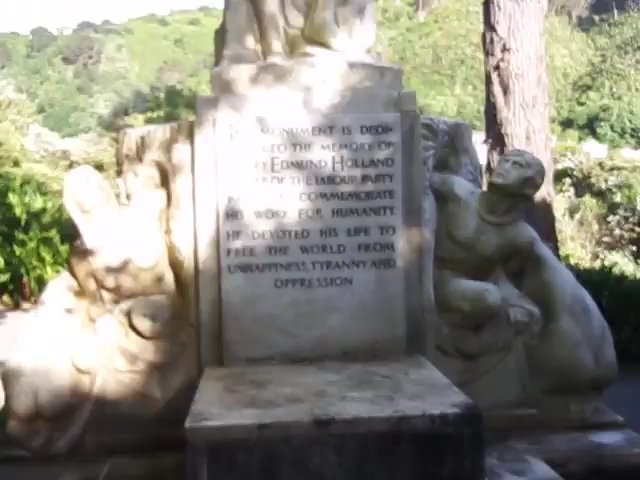 MONUMENT IS DEDI-
TO THE MEMORY OF
EDMUND HOLLAND
OF THE LABOUR PARTY
COMMEMORATE
HIS WORK FOR HUMANITY.
HE DEVOTED HIS LIFE TO
FREE THE WORLD FROM
UNHAPPINESS, TYRANNY AND
OPPRESSION